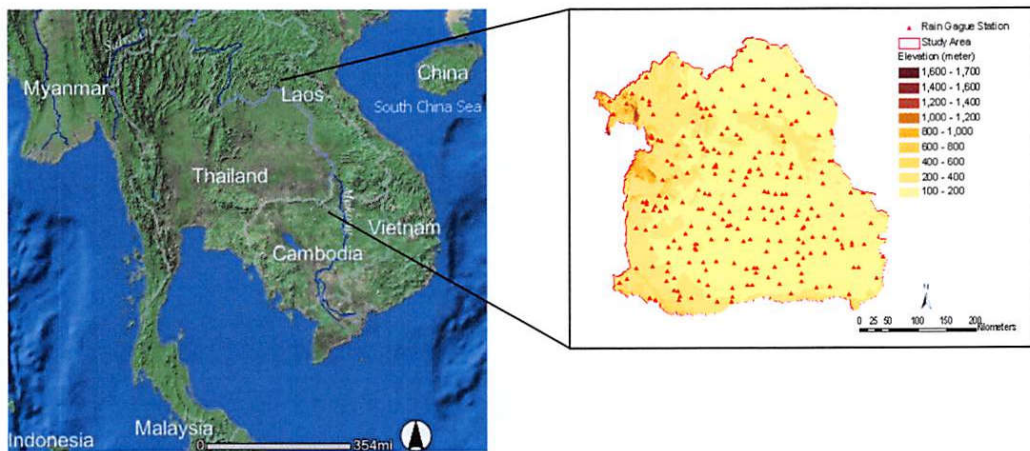 Salween
Myanmar
China
Laos
South China Sea
Thailand
Vietnam
Cambodia
Malaysia
Indonesia
0 354mi
Rain Gague Station
Study Area
Elevation (meter)
1,600 - 1,700
1,400 - 1,600
1,200 - 1,400
1,000 - 1,200
800 - 1,000
600 - 800
400 - 600
200 - 400
100 - 200
N
0 25 50 100 150 200
Kilometers